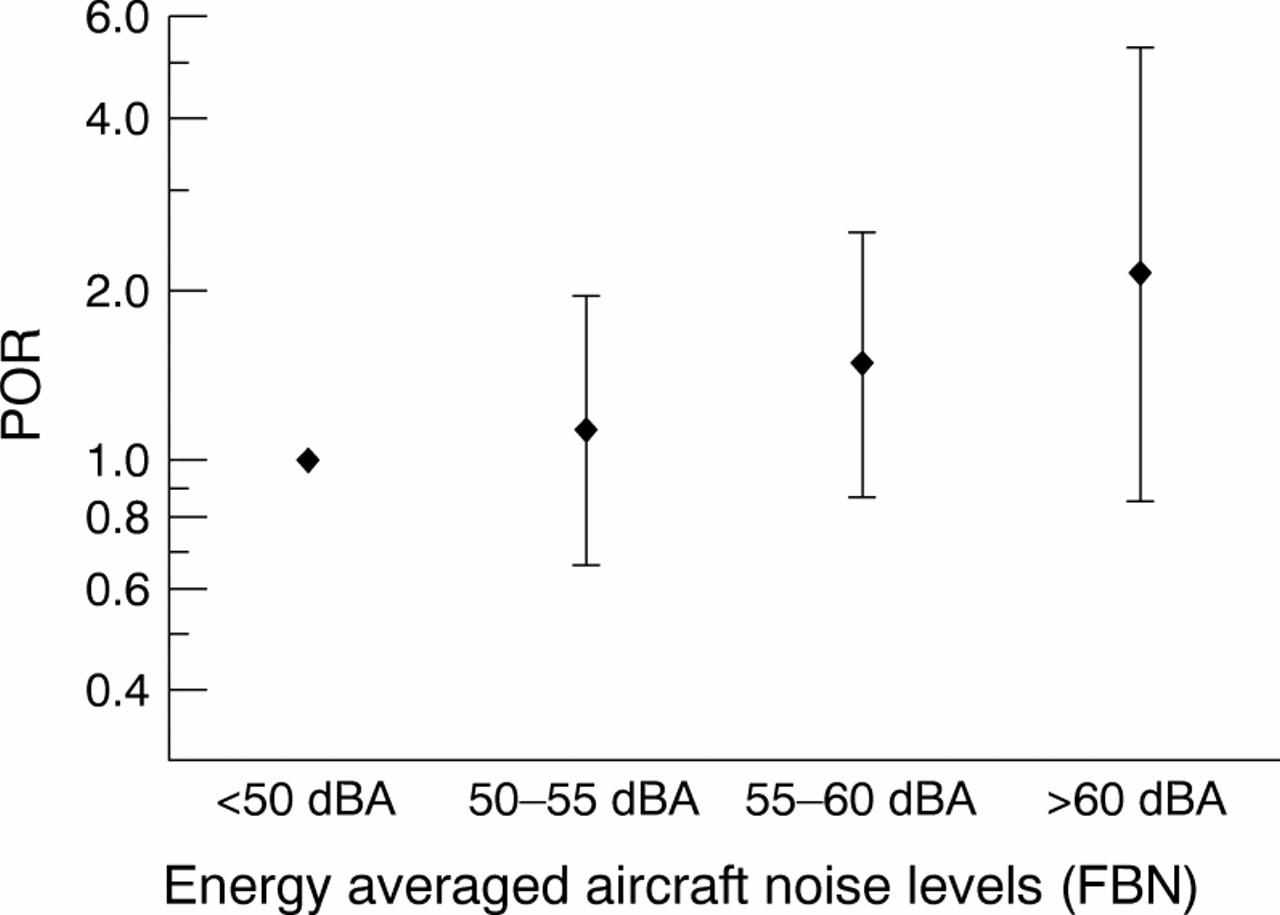 6.0
4.0
2.0
1.0
0.8
0.6
0.4
POR
<50 dBA 50–55 dBA 55–60 dBA >60 dBA
Energy averaged aircraft noise levels (FBN)